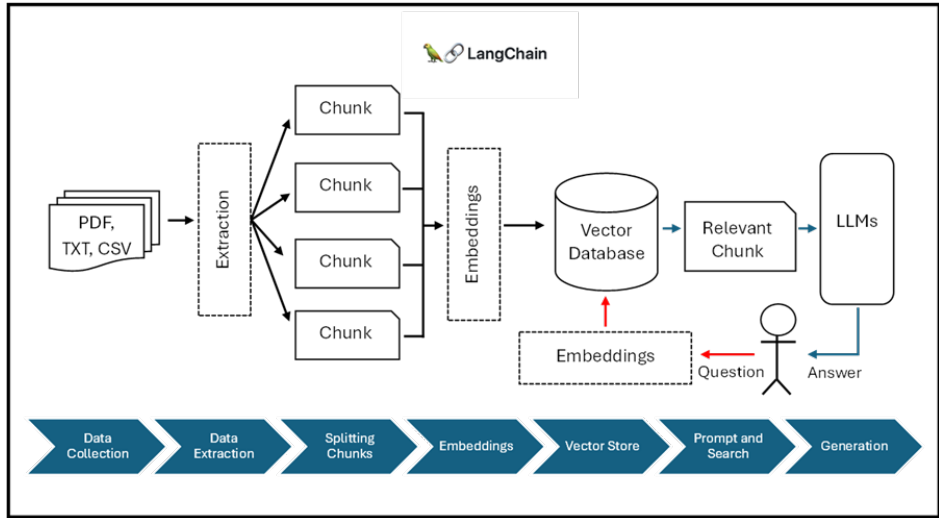 LangChain
PDF,
TXT, CSV
Extraction
Chunk
Chunk
Chunk
Chunk
Embeddings
Vector
Database
Relevant
Chunk
LLMs
Embeddings
Question
Answer
Data
Collection
Data
Extraction
Splitting
Chunks
Embeddings
Vector Store
Prompt and
Search
Generation